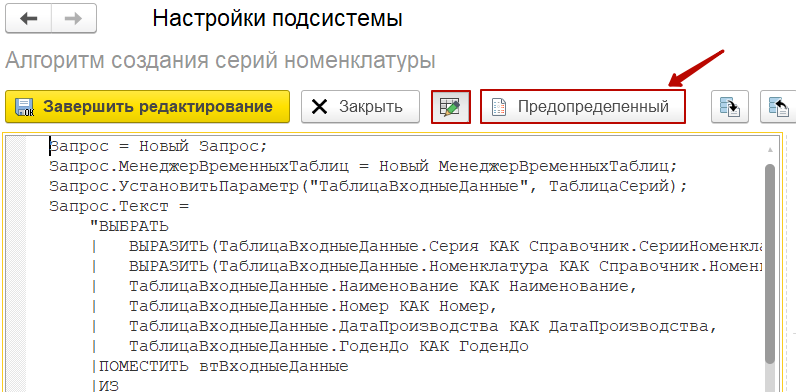 Настройки подсистемы
Алгоритм создания серий номенклатуры
OK Завершить редактирование Закрыть Предопределенный
Запрос = Новый Запрос;
Запрос.МенеджерВременныхТаблиц = Новый МенеджерВременныхТаблиц;
Запрос.УстановитьПараметр("ТаблицаВходныеДанные", ТаблицаСерий);
Запрос.Текст =
"ВЫБРАТЬ
| ВЫРАЗИТЬ(ТаблицаВходныеДанные.Серия КАК Справочник.СерииНоменкла
| ВЫРАЗИТЬ(ТаблицаВходныеДанные.Номенклатура КАК Справочник.Номен
| ТаблицаВходныеДанные.Наименование КАК Наименование,
| ТаблицаВходныеДанные.Номер КАК Номер,
| ТаблицаВходныеДанные.ДатаПроизводства КАК ДатаПроизводства,
| ТаблицаВходныеДанные.ГоденДо КАК ГоденДо
|ПОМЕСТИТЬ втВходныеДанные
|ИЗ